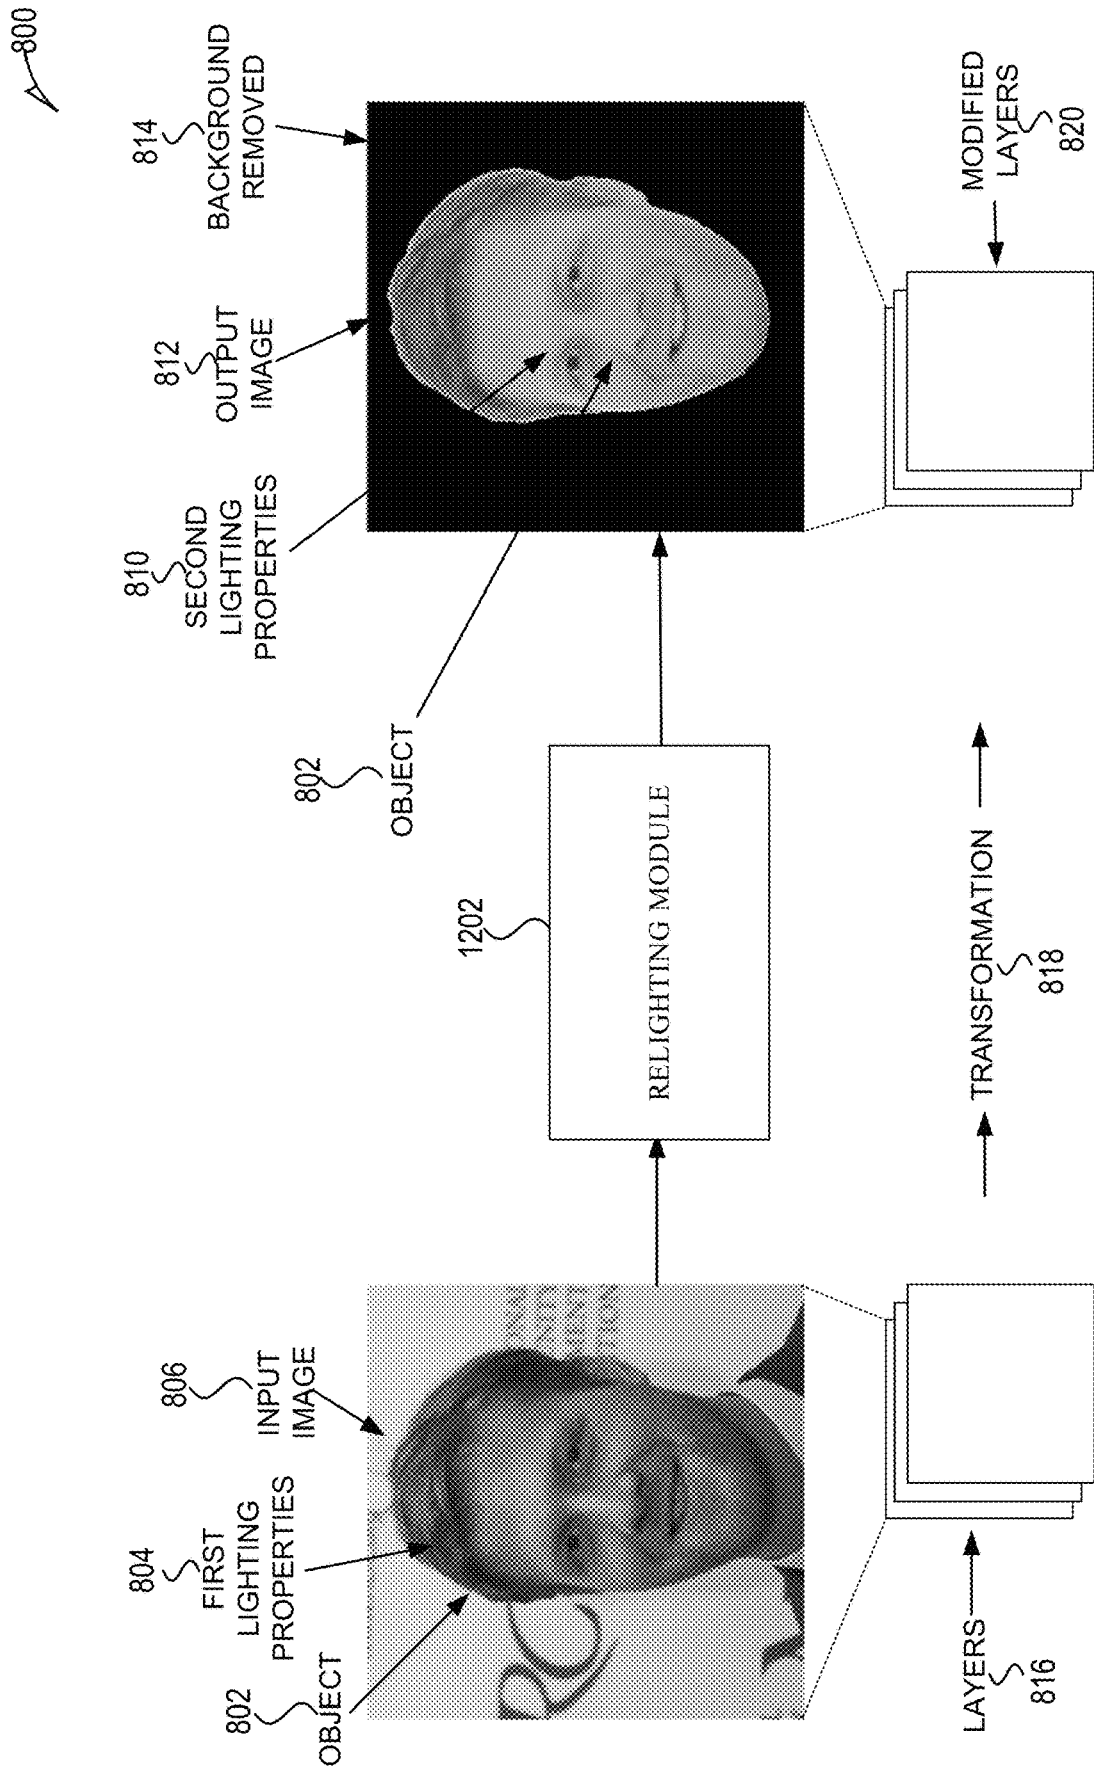 800
804
FIRST
LIGHTING
PROPERTIES
806
INPUT
IMAGE
802
OBJECT
1202
RELIGHTING MODULE
802
OBJECT
810
SECOND
LIGHTING
PROPERTIES
812
OUTPUT
IMAGE
814
BACKGROUND
REMOVED
LAYERS
816
TRANSFORMATION
818
MODIFIED
LAYERS
820